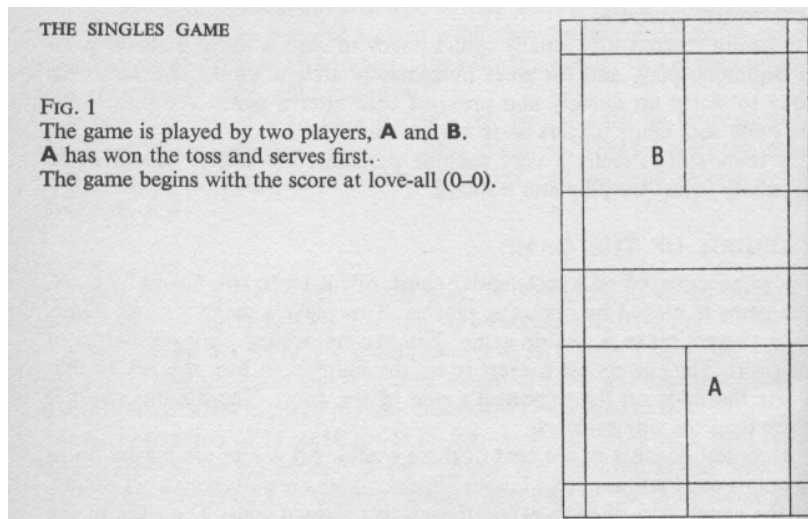 THE SINGLES GAME
FIG. 1
The game is played by two players, A and B.
A has won the toss and serves first.
The game begins with the score at love-all (0–0).
B
A